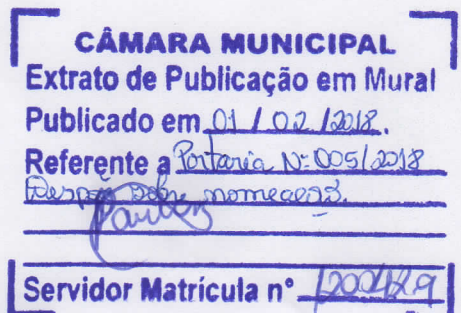 CÂMARA MUNICIPAL
Extrato de Publicação em Mural
Publicado em 01 / 02 / 2018.
Referente a Portaria Nº 005/2018
sobre nomeação.
Servidor Matrícula nº